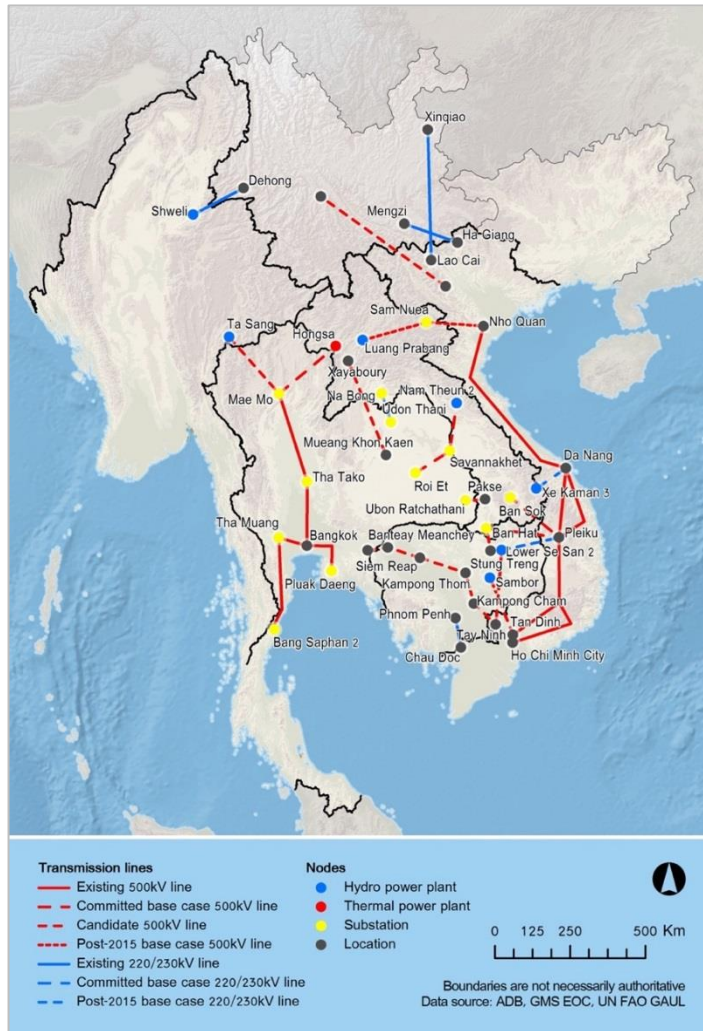 Xinqiao
Dehong
Shweli
Mengzi
Ha Giang
Lao Cai
Sam Nuea
Ta Sang
Hongsa
Nho Quan
Luang Prabang
Xayaboury
Mae Mo
Na Bong
Nam Theun 2
Udon Thani
Mueang Khon Kaen
Da Nang
Savannakhet
Tha Tako
Roi Et
Pakse
Xe Kaman 3
Ubon Ratchathani
Ban Sok
Tha Muang
Bangkok
Banteay Meanchey
Ban Hat
Pleiku
Lower Se San 2
Siem Reap
Stung Treng
Pluak Daeng
Kampong Thom
Sambor
Kampong Cham
Phnom Penh
Tan Dinh
Bang Saphan 2
Tay Ninh
Chau Doc
Ho Chi Minh City
Transmission lines
Existing 500kV line
Committed base case 500kV line
Candidate 500kV line
Post-2015 base case 500kV line
Existing 220/230kV line
Committed base case 220/230kV line
Post-2015 base case 220/230kV line
Nodes
Hydro power plant
Thermal power plant
Substation
Location
0 125 250 500 Km
Boundaries are not necessarily authoritative
Data source: ADB, GMS EOC, UN FAO GAUL